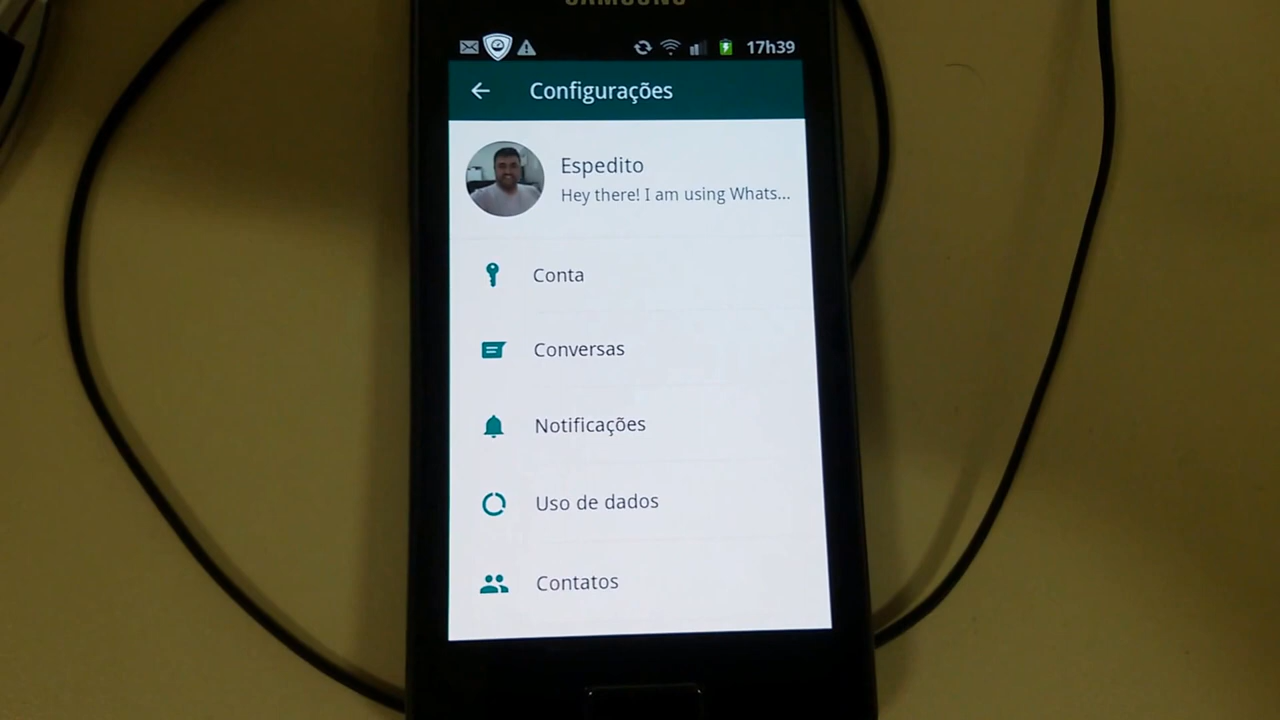 SAMSUNG
17h39
Configurações
Espedito
Hey there! I am using Whats...
Conta
Conversas
Notificações
Uso de dados
Contatos